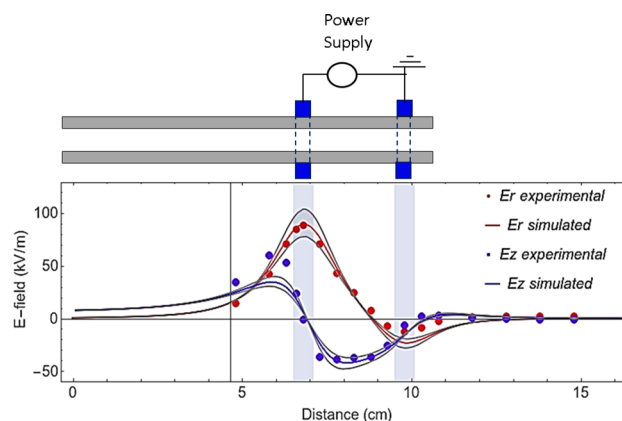 Power
Supply
E-field (kV/m)
100
50
0
−50
Er experimental
Er simulated
Ez experimental
Ez simulated
0
5
10
15
Distance (cm)